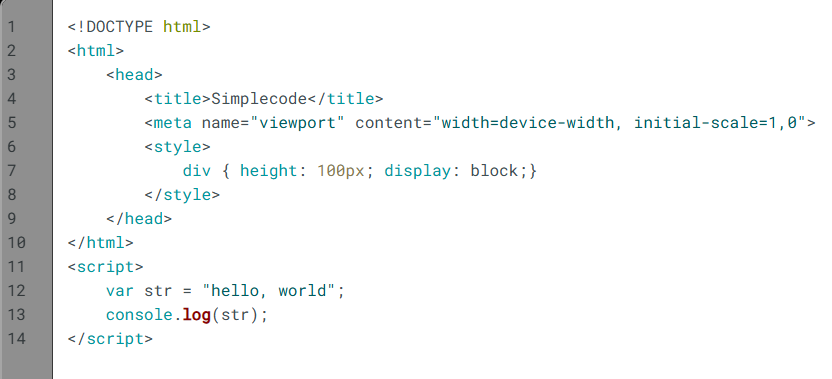 1 <!DOCTYPE html>
2 <html>
3 <head>
4 <title>Simplecode</title>
5 <meta name="viewport" content="width=device-width, initial-scale=1,0">
6 <style>
7 div { height: 100px; display: block;}
8 </style>
9 </head>
10 </html>
11 <script>
12 var str = "hello, world";
13 console.log(str);
14 </script>